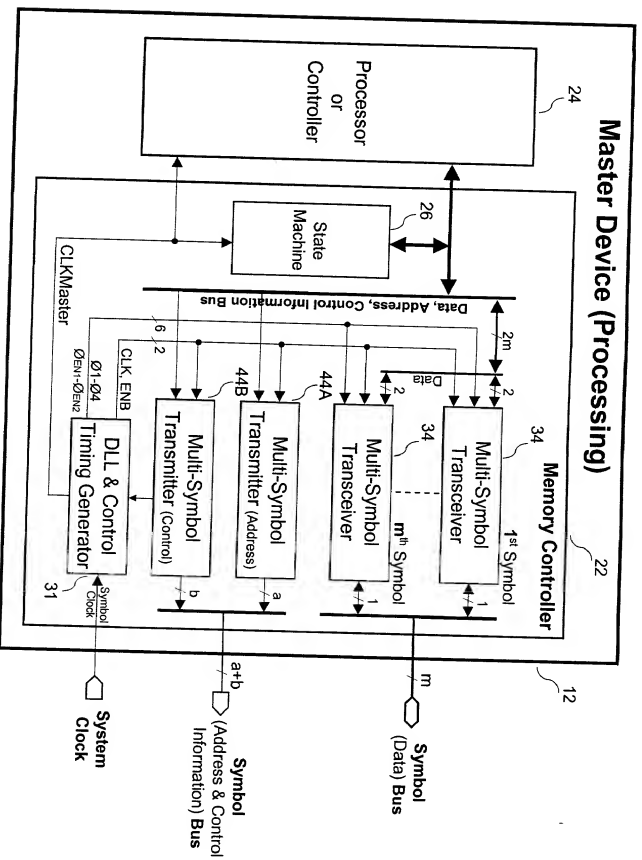 Master Device (Processing)
12
24
Processor
or
Controller
Memory Controller
22
26
State
Machine
CLKMaster
Data, Address, Control Information Bus
2m
Data
2
2
34
Multi-Symbol
Transceiver
1st Symbol
1
34
Multi-Symbol
Transceiver
mth Symbol
1
44A
Multi-Symbol
Transmitter (Address)
a
44B
Multi-Symbol
Transmitter (Control)
b
6
2
CLK, ENB
Ø1-Ø4
ØEN1-ØEN2
DLL & Control
Timing Generator
31
Symbol
Clock
m
Symbol
(Data) Bus
a+b
Symbol
(Address & Control
Information) Bus
System
Clock